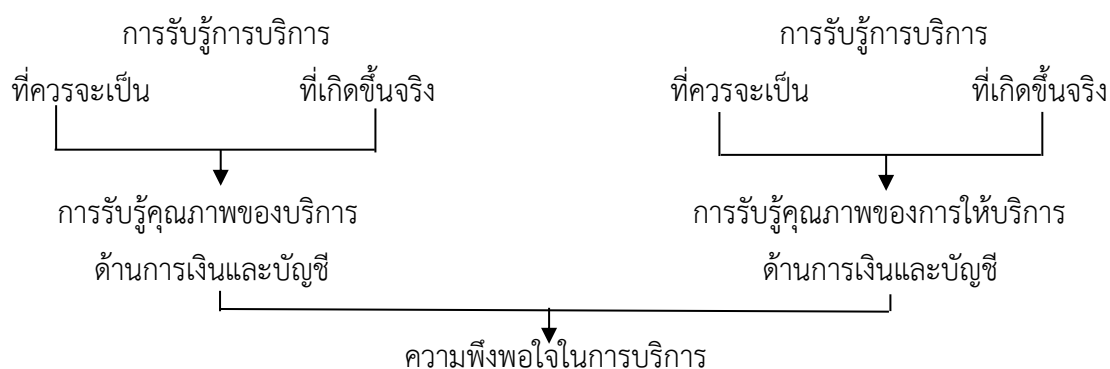 การรับรู้การบริการ การรับรู้การบริการ
ที่ควรจะเป็น ที่เกิดขึ้นจริง ที่ควรจะเป็น ที่เกิดขึ้นจริง
การรับรู้คุณภาพของบริการ การรับรู้คุณภาพของการให้บริการ
ด้านการเงินและบัญชี ด้านการเงินและบัญชี
ความพึงพอใจในการบริการ